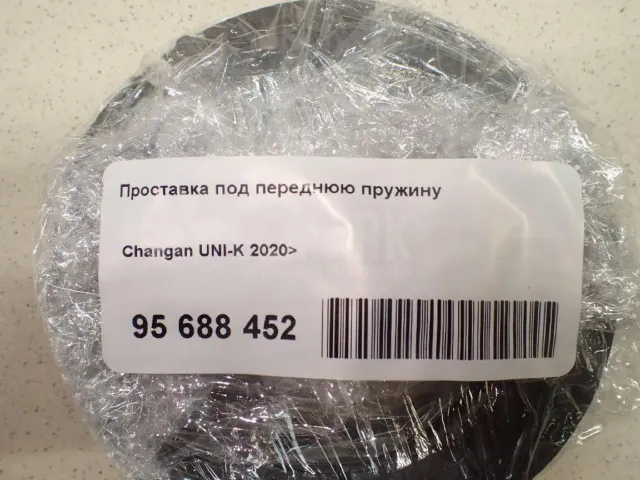 Проставка под переднюю пружину
Changan UNI-K 2020>
95 688 452